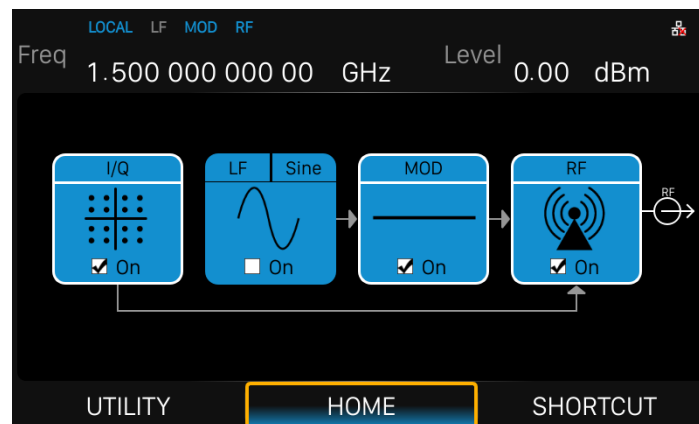 LOCAL LF MOD RF
Freq 1.500 000 000 00 GHz Level 0.00 dBm
I/Q LF Sine MOD RF RF
On On On On
UTILITY HOME SHORTCUT